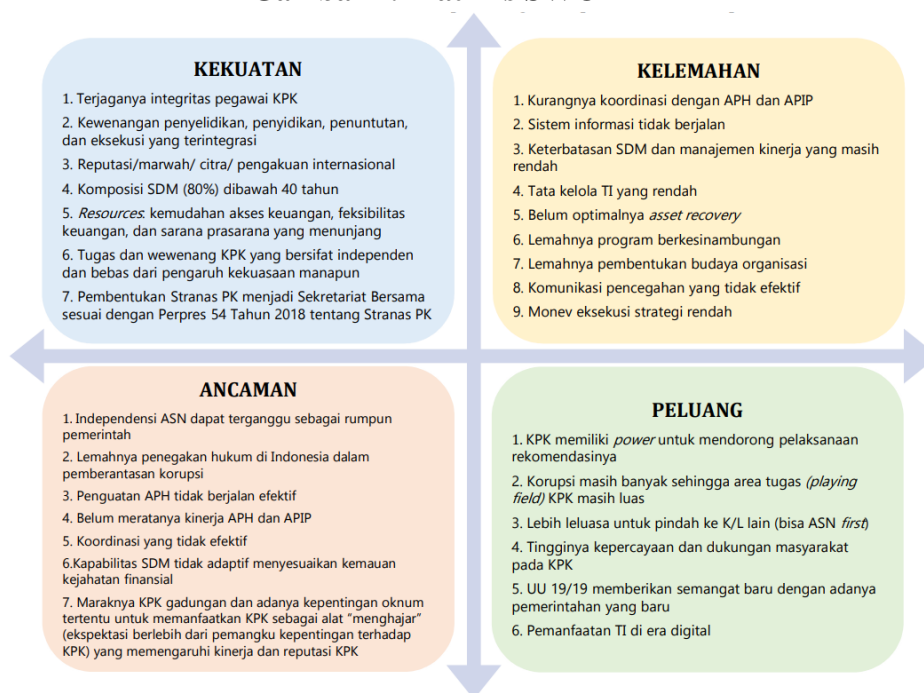 KEKUATAN
1. Terjaganya integritas pegawai KPK
2. Kewenangan penyelidikan, penyidikan, penuntutan,
dan eksekusi yang terintegrasi
3. Reputasi/marwah/ citra/ pengakuan internasional
4. Komposisi SDM (80%) dibawah 40 tahun
5. Resources: kemudahan akses keuangan, feksibilitas
keuangan, dan sarana prasarana yang menunjang
6. Tugas dan wewenang KPK yang bersifat independen
dan bebas dari pengaruh kekuasaan manapun
7. Pembentukan Stranas PK menjadi Sekretariat Bersama
sesuai dengan Perpres 54 Tahun 2018 tentang Stranas PK
KELEMAHAN
1. Kurangnya koordinasi dengan APH dan APIP
2. Sistem informasi tidak berjalan
3. Keterbatasan SDM dan manajemen kinerja yang masih
rendah
4. Tata kelola TI yang rendah
5. Belum optimalnya asset recovery
6. Lemahnya program berkesinambungan
7. Lemahnya pembentukan budaya organisasi
8. Komunikasi pencegahan yang tidak efektif
9. Monev eksekusi strategi rendah
ANCAMAN
1. Independensi ASN dapat terganggu sebagai rumpun
pemerintah
2. Lemahnya penegakan hukum di Indonesia dalam
pemberantasan korupsi
3. Penguatan APH tidak berjalan efektif
4. Belum meratanya kinerja APH dan APIP
5. Koordinasi yang tidak efektif
6.Kapabilitas SDM tidak adaptif menyesuaikan kemauan
kejahatan finansial
7. Maraknya KPK gadungan dan adanya kepentingan oknum
tertentu untuk memanfaatkan KPK sebagai alat “menghajar”
(ekspektasi berlebih dari pemangku kepentingan terhadap
KPK) yang memengaruhi kinerja dan reputasi KPK
PELUANG
1. KPK memiliki power untuk mendorong pelaksanaan
rekomendasinya
2. Korupsi masih banyak sehingga area tugas (playing
field) KPK masih luas
3. Lebih leluasa untuk pindah ke K/L lain (bisa ASN first)
4. Tingginya kepercayaan dan dukungan masyarakat
pada KPK
5. UU 19/19 memberikan semangat baru dengan adanya
pemerintahan yang baru
6. Pemanfaatan TI di era digital